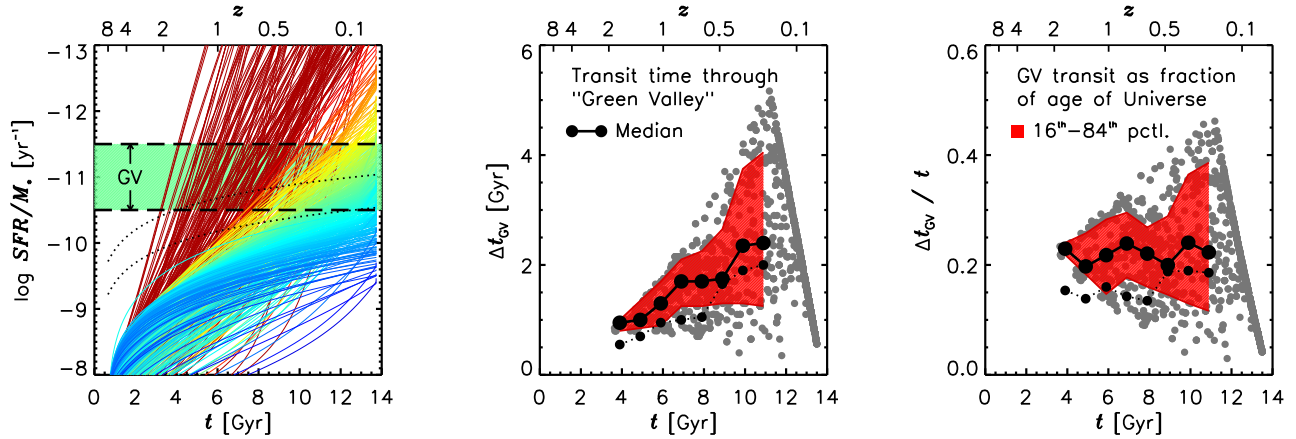 z
8 4 2 1 0.5 0.1
-13
-12
-11
-10
-9
-8
log SFR/M* [yr⁻¹]
GV
0 2 4 6 8 10 12 14
t [Gyr]
z
8 4 2 1 0.5 0.1
6
4
2
0
Δt_GV [Gyr]
Transit time through
"Green Valley"
Median
0 2 4 6 8 10 12 14
t [Gyr]
z
8 4 2 1 0.5 0.1
0.6
0.4
0.2
0.0
Δt_GV / t
GV transit as fraction
of age of Universe
16th-84th pctl.
0 2 4 6 8 10 12 14
t [Gyr]